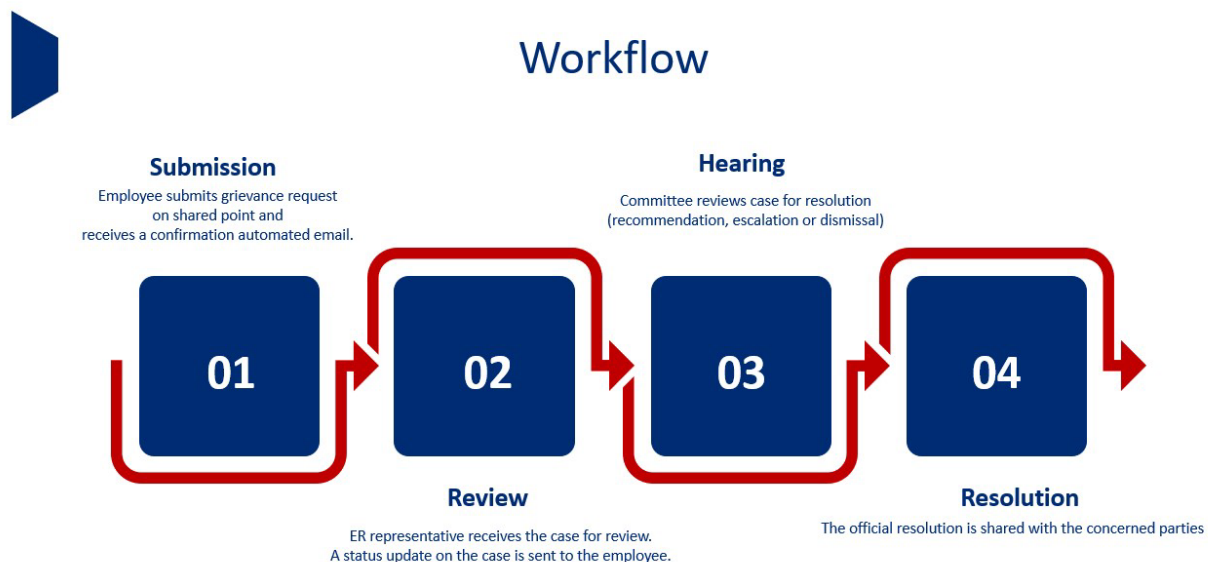 Workflow
Submission
Employee submits grievance request
on shared point and
receives a confirmation automated email.
Hearing
Committee reviews case for resolution
(recommendation, escalation or dismissal)
01
02
03
04
Review
ER representative receives the case for review.
A status update on the case is sent to the employee.
Resolution
The official resolution is shared with the concerned parties